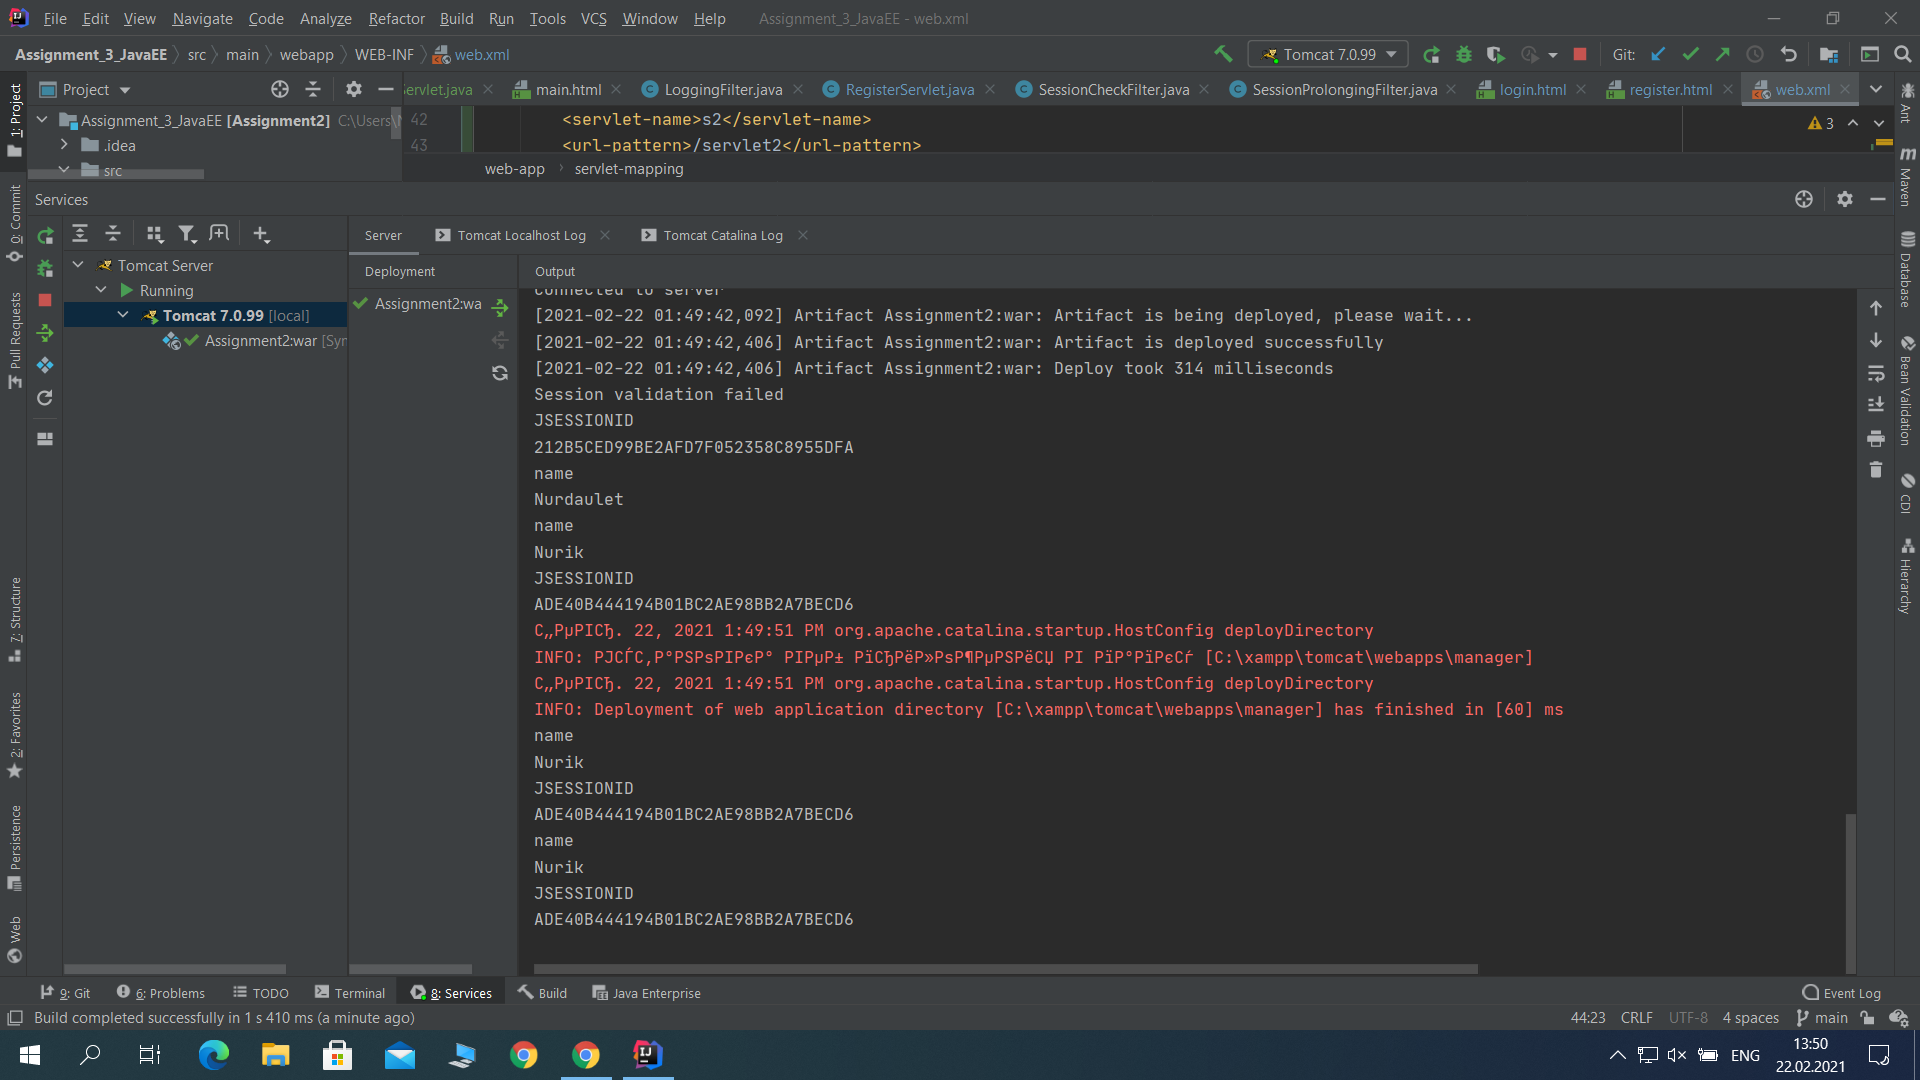 File Edit View Navigate Code Analyze Refactor Build Run Tools VCS Window Help Assignment_3_JavaEE - web.xml
Assignment_3_JavaEE src main webapp WEB-INF web.xml Tomcat 7.0.99 Git:
Project Servlet.java main.html LoggingFilter.java RegisterServlet.java SessionCheckFilter.java SessionProlongingFilter.java login.html register.html web.xml
Assignment_3_JavaEE [Assignment2] C:\Users\
.idea
src
42 <servlet-name>s2</servlet-name>
43 <url-pattern>/servlet2</url-pattern>
3
web-app servlet-mapping
Services
Server Tomcat Localhost Log Tomcat Catalina Log
Tomcat Server
Running
Tomcat 7.0.99 [local]
Assignment2:war [Syn
Deployment
Assignment2:wa
Output
connected to server
[2021-02-22 01:49:42,092] Artifact Assignment2:war: Artifact is being deployed, please wait...
[2021-02-22 01:49:42,406] Artifact Assignment2:war: Artifact is deployed successfully
[2021-02-22 01:49:42,406] Artifact Assignment2:war: Deploy took 314 milliseconds
Session validation failed
JSESSIONID
212B5CED99BE2AFD7F052358C8955DFA
name
Nurdaulet
name
Nurik
JSESSIONID
ADE40B444194B01BC2AE98BB2A7BECD6
С„РµРІСЂ. 22, 2021 1:49:51 PM org.apache.catalina.startup.HostConfig deployDirectory
INFO: РЈСЃС‚Р°РЅРѕРІРєР° РІРµР± РїСЂРёР»РѕР¶РµРЅРёСЏ РІ РїР°РїРєСѓ [C:\xampp\tomcat\webapps\manager]
С„РµРІСЂ. 22, 2021 1:49:51 PM org.apache.catalina.startup.HostConfig deployDirectory
INFO: Deployment of web application directory [C:\xampp\tomcat\webapps\manager] has finished in [60] ms
name
Nurik
JSESSIONID
ADE40B444194B01BC2AE98BB2A7BECD6
name
Nurik
JSESSIONID
ADE40B444194B01BC2AE98BB2A7BECD6
1: Project
0: Commit
Pull Requests
7: Structure
2: Favorites
Persistence
Web
Ant
m Maven
Database
Bean Validation
CDI
Hierarchy
9: Git 6: Problems TODO Terminal 8: Services Build Java Enterprise Event Log
Build completed successfully in 1 s 410 ms (a minute ago) 44:23 CRLF UTF-8 4 spaces main
ENG 13:50
22.02.2021